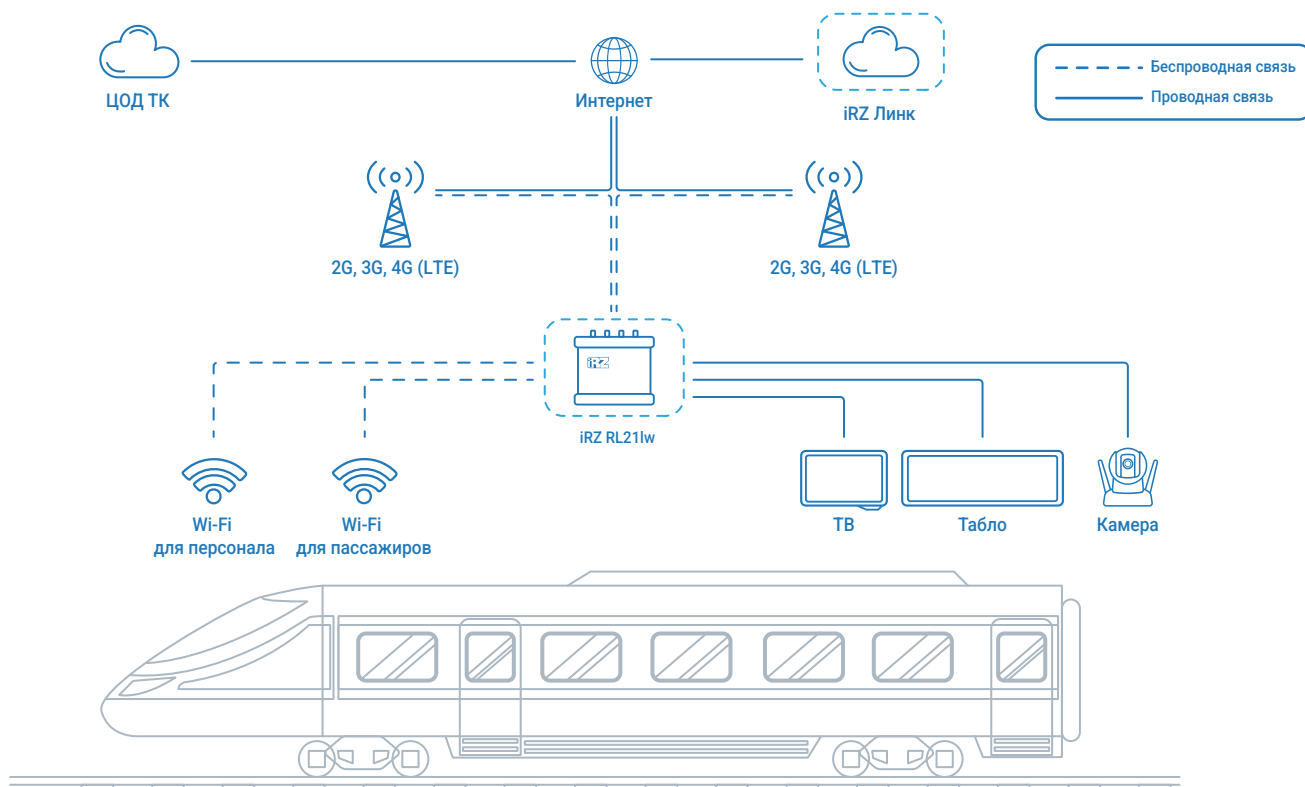 ЦОД ТК
Интернет
iRZ Линк
Беспроводная связь
Проводная связь
2G, 3G, 4G (LTE)
2G, 3G, 4G (LTE)
iRZ
iRZ RL21lw
Wi-Fi
для персонала
Wi-Fi
для пассажиров
ТВ
Табло
Камера